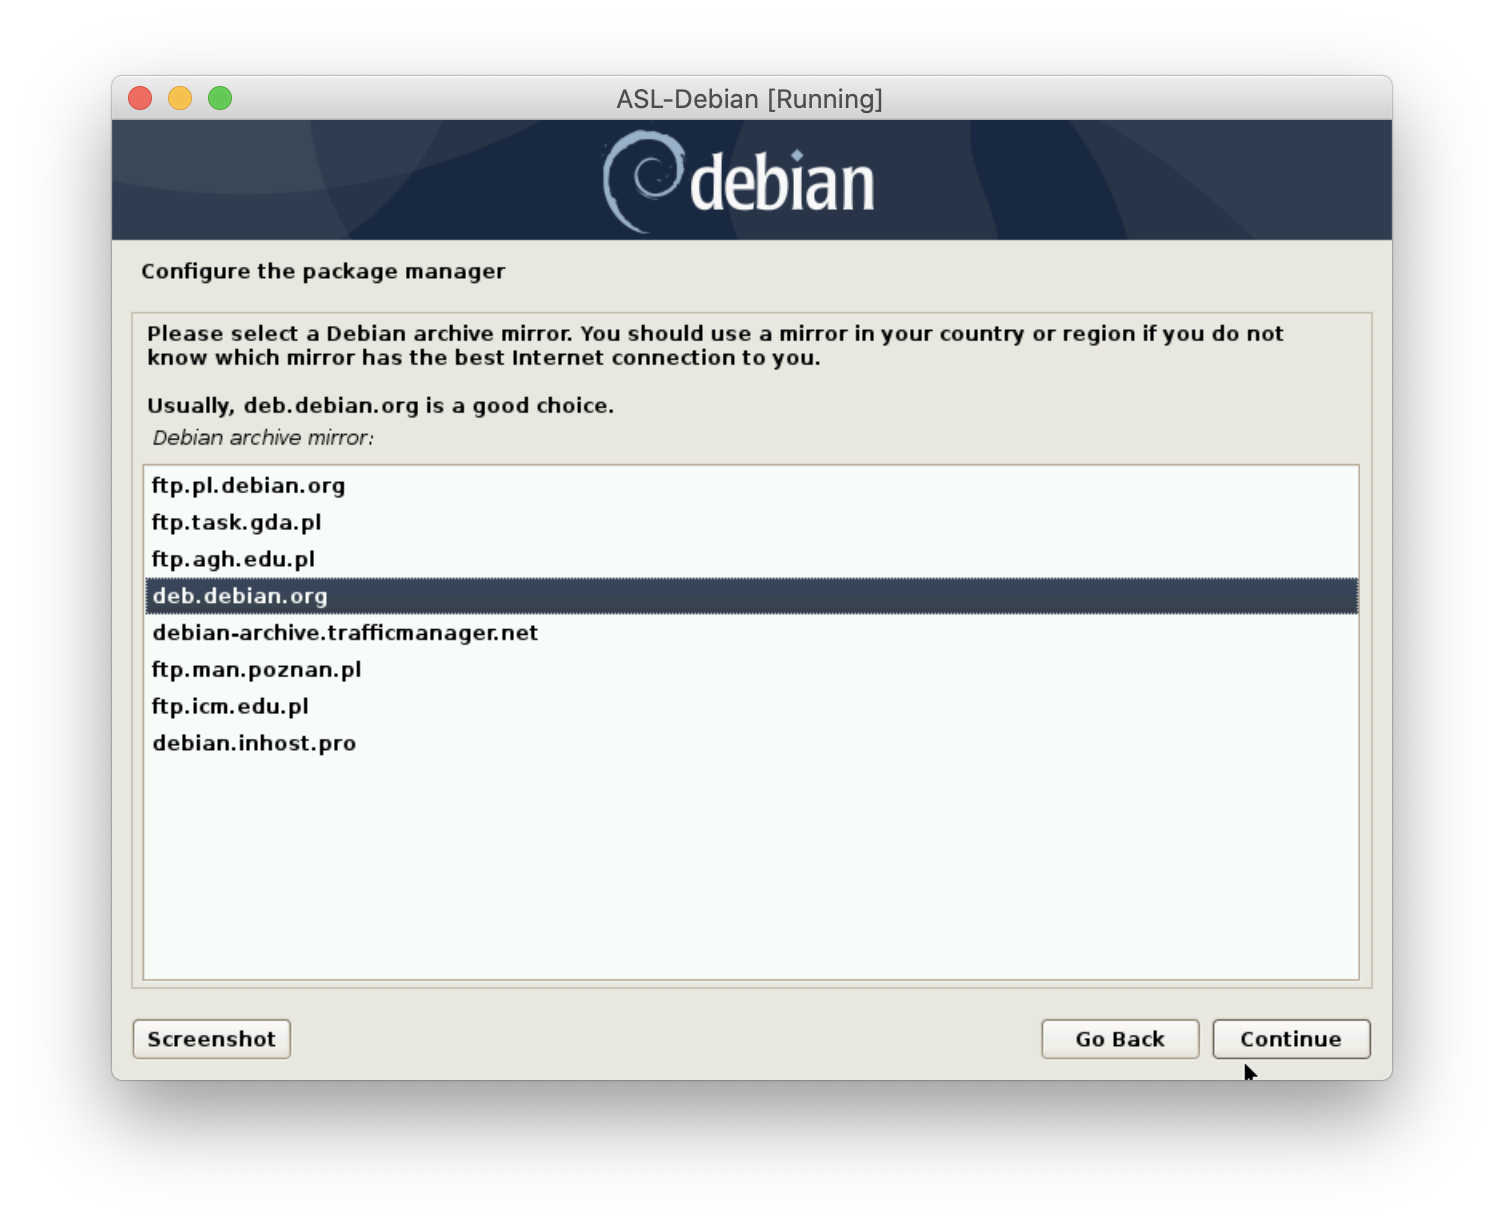 ASL-Debian [Running]
debian
Configure the package manager
Please select a Debian archive mirror. You should use a mirror in your country or region if you do not
know which mirror has the best Internet connection to you.
Usually, deb.debian.org is a good choice.
Debian archive mirror:
ftp.pl.debian.org
ftp.task.gda.pl
ftp.agh.edu.pl
deb.debian.org
debian-archive.trafficmanager.net
ftp.man.poznan.pl
ftp.icm.edu.pl
debian.inhost.pro
Screenshot
Go Back
Continue